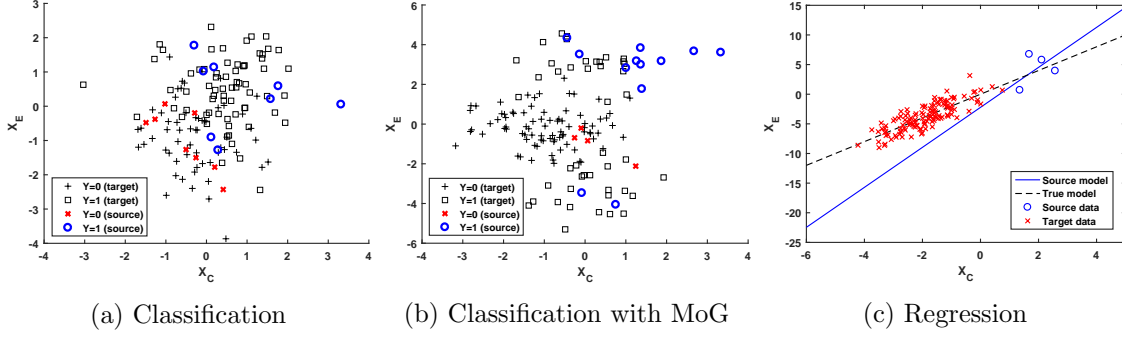 3
2
1
0
-1
-2
-3
-4
-4 -3 -2 -1 0 1 2 3 4
X_E
X_C
Y=0 (target)
Y=1 (target)
Y=0 (source)
Y=1 (source)
6
4
2
0
-2
-4
-6
-4 -3 -2 -1 0 1 2 3 4
X_E
X_C
Y=0 (target)
Y=1 (target)
Y=0 (source)
Y=1 (source)
15
10
5
0
-5
-10
-15
-20
-25
-6 -4 -2 0 2 4
X_E
X_C
Source model
True model
Source data
Target data
(a) Classification
(b) Classification with MoG
(c) Regression